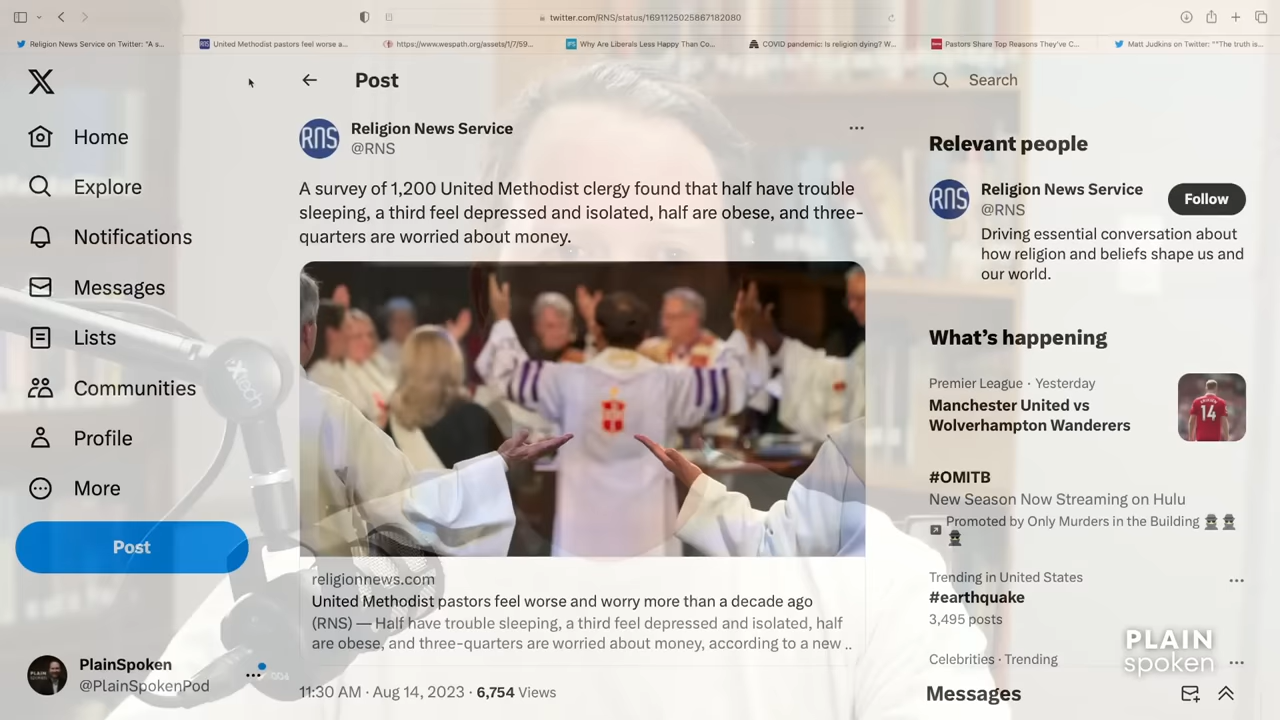 twitter.com/RNS/status/1691125025867182080
Religion News Service on Twitter: "A s...
United Methodist pastors feel worse a...
https://www.wespath.org/assets/1/7/59...
Why Are Liberals Less Happy Than Co...
COVID pandemic: Is religion dying? W...
Pastors Share Top Reasons They've C...
Matt Judkins on Twitter: ""The truth is...
Home
Explore
Notifications
Messages
Lists
Communities
Profile
More
Post
PlainSpoken
@PlainSpokenPod
Post
RNS
Religion News Service
@RNS
A survey of 1,200 United Methodist clergy found that half have trouble
sleeping, a third feel depressed and isolated, half are obese, and three-
quarters are worried about money.
religionnews.com
United Methodist pastors feel worse and worry more than a decade ago
(RNS) — Half have trouble sleeping, a third feel depressed and isolated, half
are obese, and three-quarters are worried about money, according to a new ..
11:30 AM · Aug 14, 2023 · 6,754 Views
Search
Relevant people
RNS
Religion News Service
@RNS
Follow
Driving essential conversation about
how religion and beliefs shape us and
our world.
What's happening
Premier League · Yesterday
Manchester United vs
Wolverhampton Wanderers
14
#OMITB
New Season Now Streaming on Hulu
Promoted by Only Murders in the Building
Trending in United States
#earthquake
3,495 posts
Celebrities · Trending
Messages
PLAIN
spoken